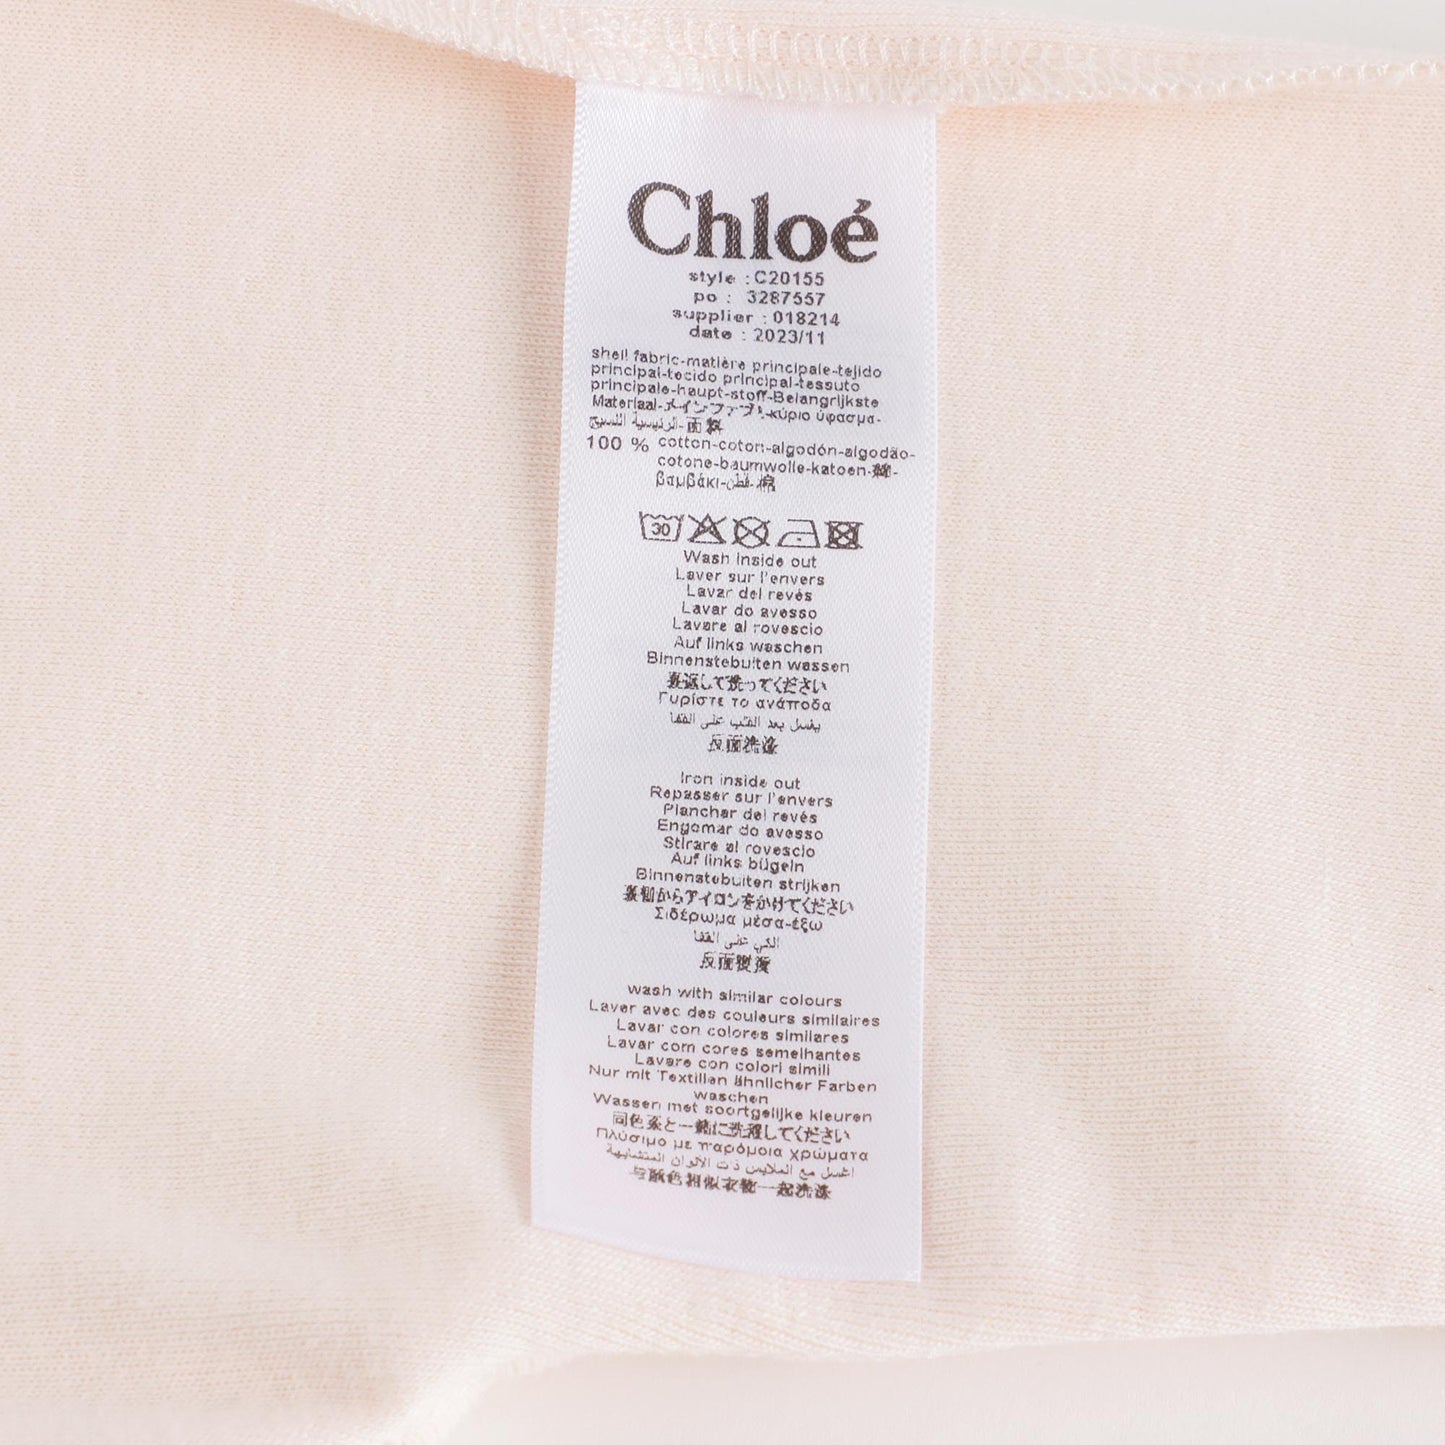 Chloé
style : C20155
po : 3287557
supplier : 018214
date : 2023/11
shell fabric-matière principale-tejido
principal-tecido principal-tessuto
principale-haupt-stoff-Belangrijkste
Materiaal-メインファブ-κύριο ύφασμα-
الرئيسية النسيج-面料
100 % cotton-coton-algodón-algodão-
cotone-baumwolle-katoen-綿-
βαμβάκι-قطن-棉
30
Wash inside out
Laver sur l'envers
Lavar del revés
Lavar do avesso
Lavare al rovescio
Auf links waschen
Binnenstebuiten wassen
裏返して洗ってください
Γυρίστε το ανάποδα
يغسل بعد القلب على القفا
反面洗涤
Iron inside out
Repasser sur l'envers
Planchar del revés
Engomar do avesso
Stirare al rovescio
Auf links bügeln
Binnenstebuiten strijken
裏側からアイロンをかけてください
Σιδέρωμα μέσα-έξω
الكي على القفا
反面熨烫
wash with similar colours
Laver avec des couleurs similaires
Lavar con colores similares
Lavar com cores semelhantes
Lavare con colori simili
Nur mit Textilien ähnlicher Farben
waschen
Wassen met soortgelijke kleuren
同色系と一緒に洗濯してください
Πλύσιμο με παρόμοια χρώματα
اغسل مع الملابس ذات الألوان المتشابهة
与颜色相似衣物一起洗涤